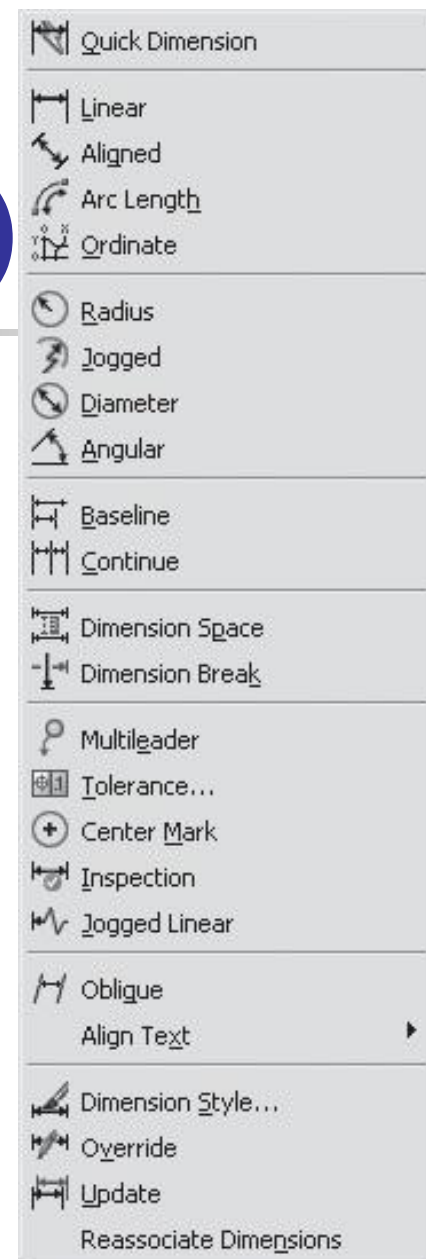 Quick Dimension
Linear
Aligned
Arc Length
Ordinate
Radius
Jogged
Diameter
Angular
Baseline
Continue
Dimension Space
Dimension Break
Multileader
Tolerance...
Center Mark
Inspection
Jogged Linear
Oblique
Align Text
Dimension Style...
Override
Update
Reassociate Dimensions